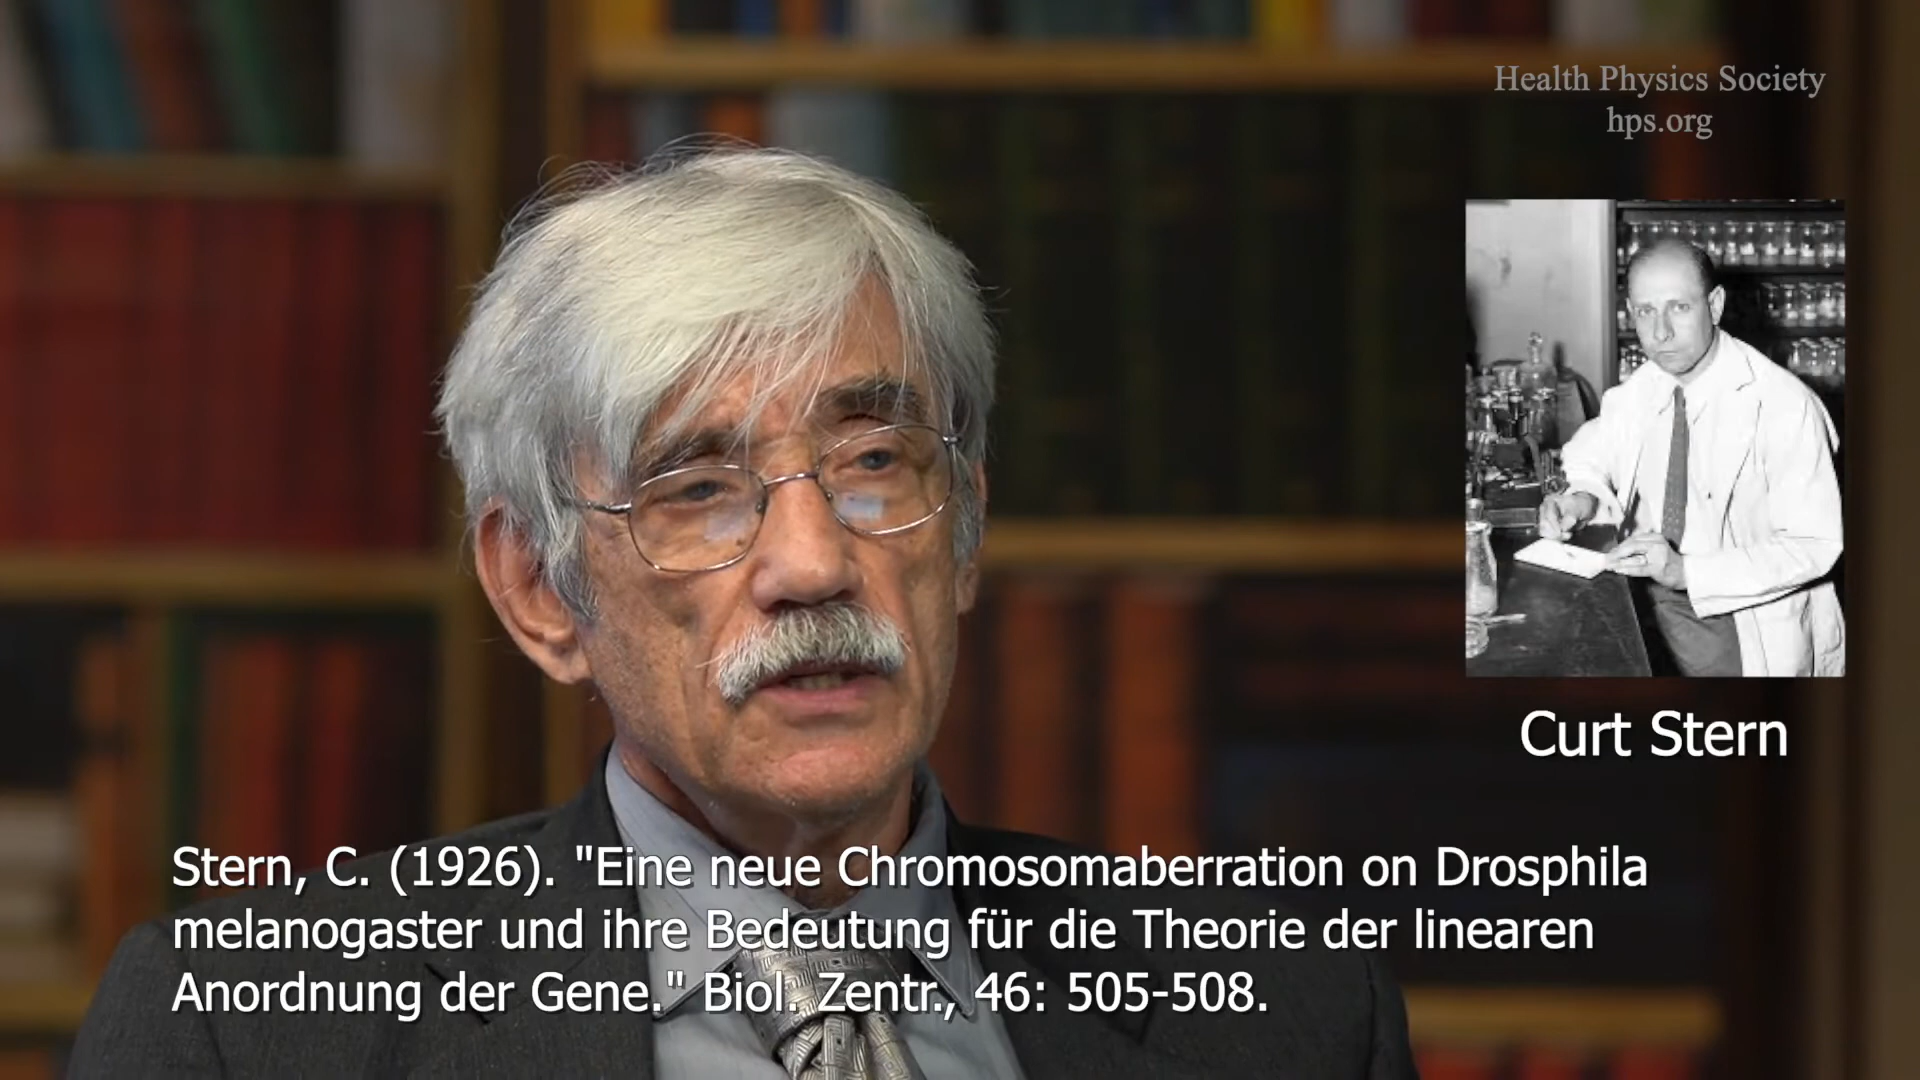 Health Physics Society
hps.org
Curt Stern
Stern, C. (1926). "Eine neue Chromosomaberration on Drosphila
melanogaster und ihre Bedeutung für die Theorie der linearen
Anordnung der Gene." Biol. Zentr., 46: 505-508.